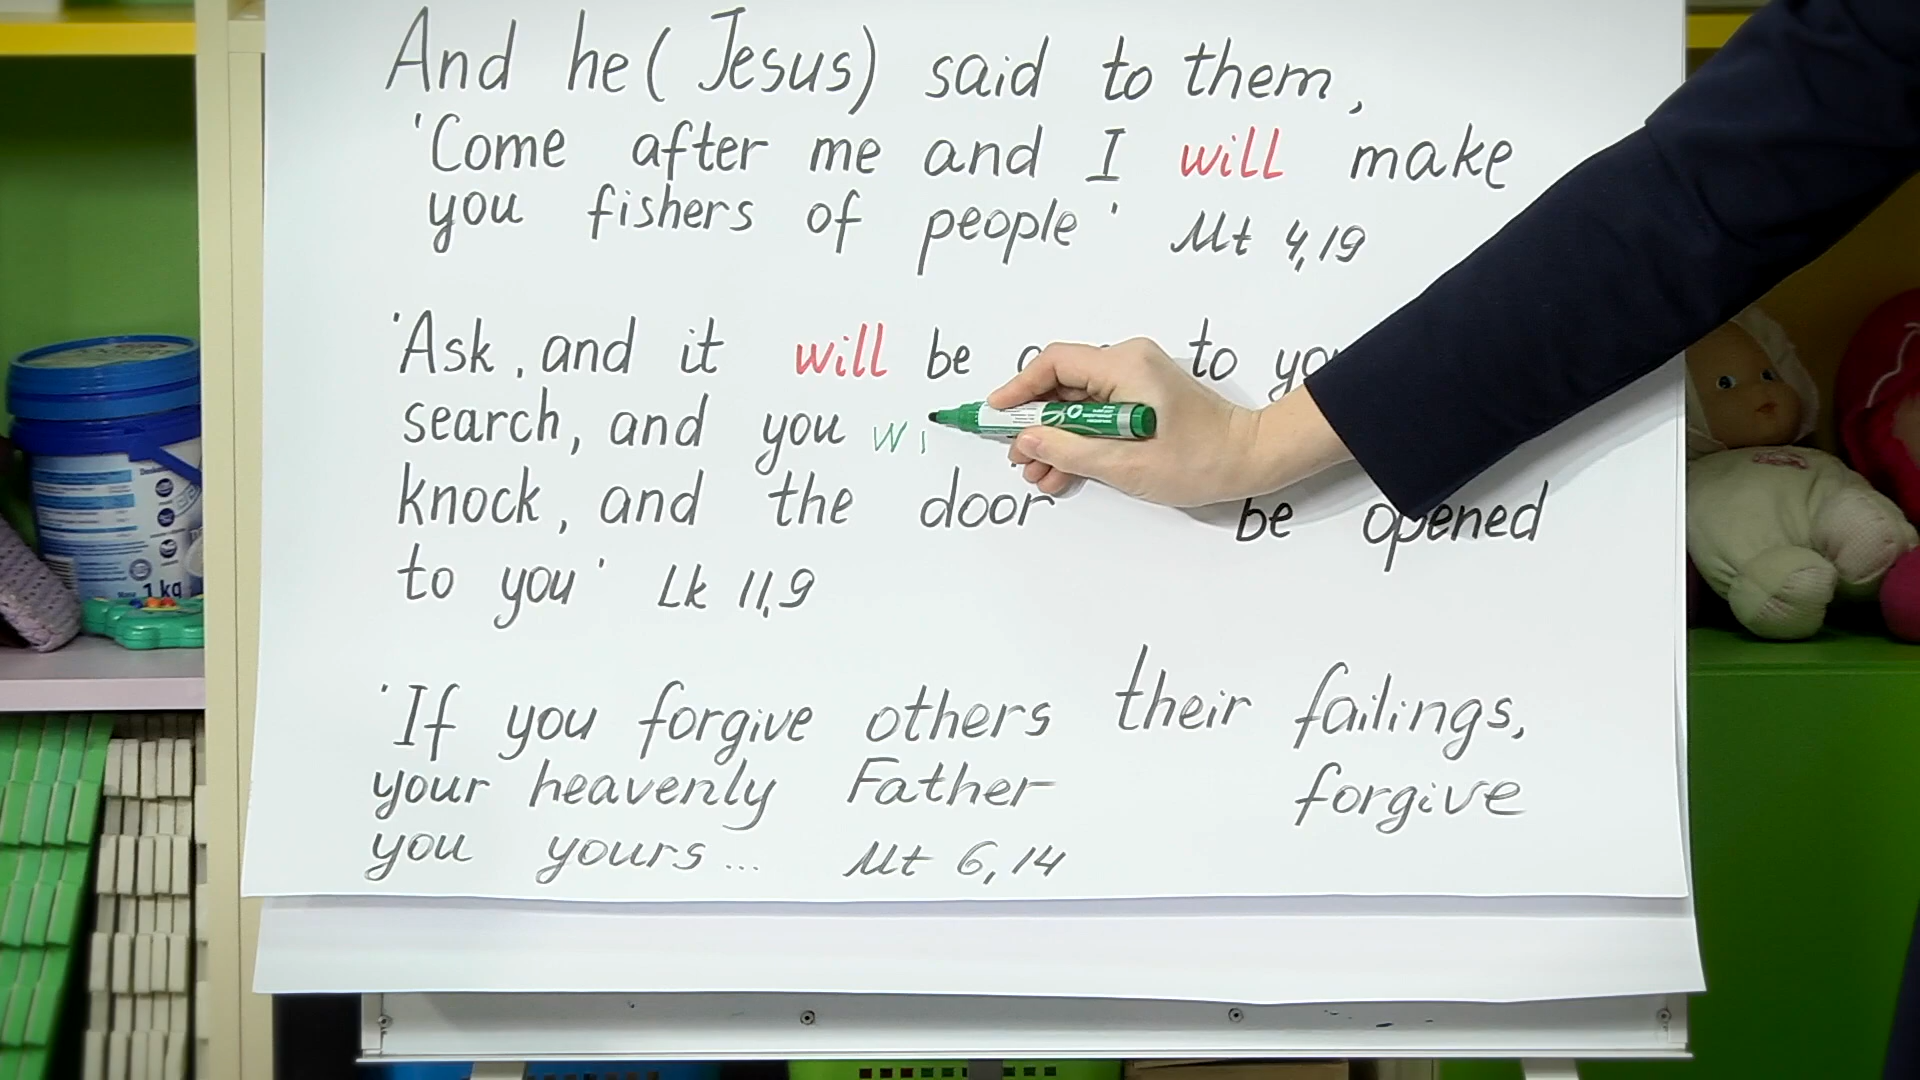 And he (Jesus) said to them,
'Come after me and I will make
you fishers of people' Mt 4,19
'Ask, and it will be to
search, and you wi
knock, and the door be opened
to you' Lk 11,9
'If you forgive others their failings,
your heavenly Father forgive
you yours... Mt 6,14
1 kg